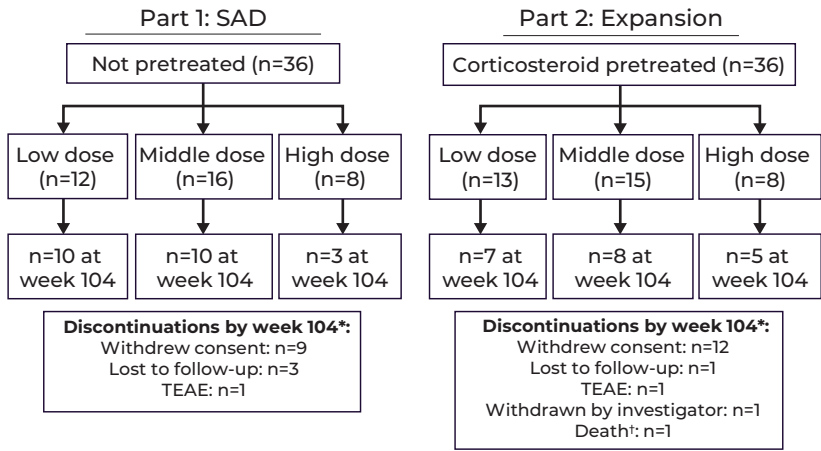 Part 1: SAD
Not pretreated (n=36)
Low dose
(n=12)
Middle dose
(n=16)
High dose
(n=8)
n=10 at
week 104
n=10 at
week 104
n=3 at
week 104
Discontinuations by week 104*:
Withdrew consent: n=9
Lost to follow-up: n=3
TEAE: n=1
Part 2: Expansion
Corticosteroid pretreated (n=36)
Low dose
(n=13)
Middle dose
(n=15)
High dose
(n=8)
n=7 at
week 104
n=8 at
week 104
n=5 at
week 104
Discontinuations by week 104*:
Withdrew consent: n=12
Lost to follow-up: n=1
TEAE: n=1
Withdrawn by investigator: n=1
Death†: n=1